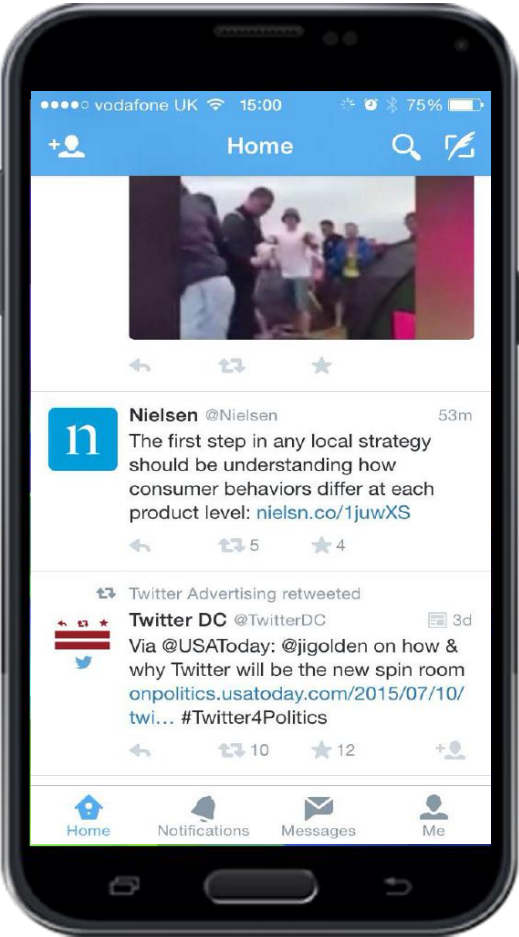 vodafone UK 15:00 75%
Home
Nielsen @Nielsen 53m
n
The first step in any local strategy
should be understanding how
consumer behaviors differ at each
product level: nielsn.co/1juwXS
5 4
Twitter Advertising retweeted
Twitter DC @TwitterDC 3d
Via @USAToday: @jigolden on how &
why Twitter will be the new spin room
onpolitics.usatoday.com/2015/07/10/
twi... #Twitter4Politics
10 12
Home Notifications Messages Me